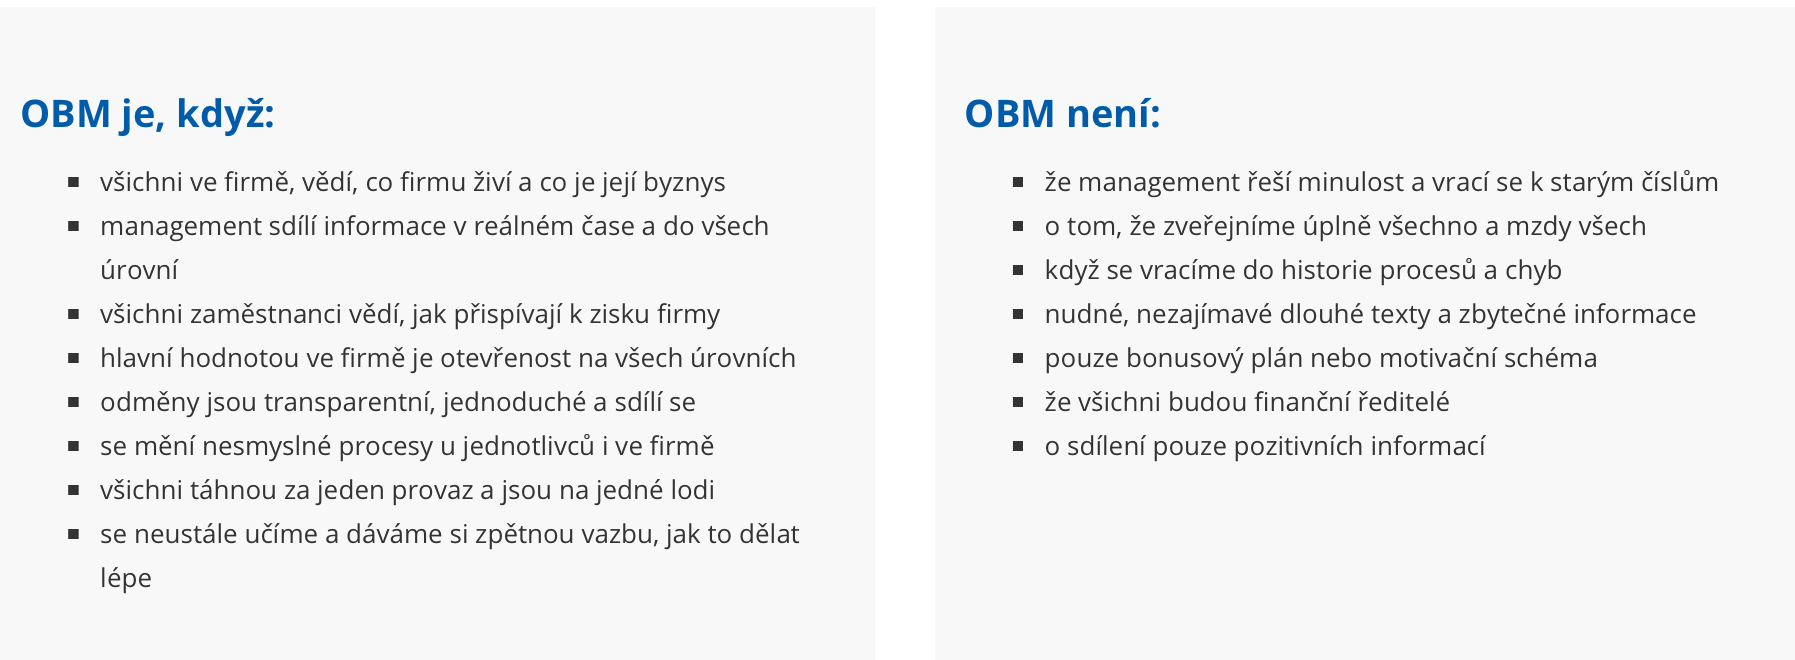 OBM je, když:
všichni ve firmě, vědí, co firmu živí a co je její byznys
management sdílí informace v reálném čase a do všech
úrovní
všichni zaměstnanci vědí, jak přispívají k zisku firmy
hlavní hodnotou ve firmě je otevřenost na všech úrovních
odměny jsou transparentní, jednoduché a sdílí se
se mění nesmyslné procesy u jednotlivců i ve firmě
všichni táhnou za jeden provaz a jsou na jedné lodi
se neustále učíme a dáváme si zpětnou vazbu, jak to dělat
lépe
OBM není:
že management řeší minulost a vrací se k starým číslům
o tom, že zveřejníme úplně všechno a mzdy všech
když se vracíme do historie procesů a chyb
nudné, nezajímavé dlouhé texty a zbytečné informace
pouze bonusový plán nebo motivační schéma
že všichni budou finanční ředitelé
o sdílení pouze pozitivních informací